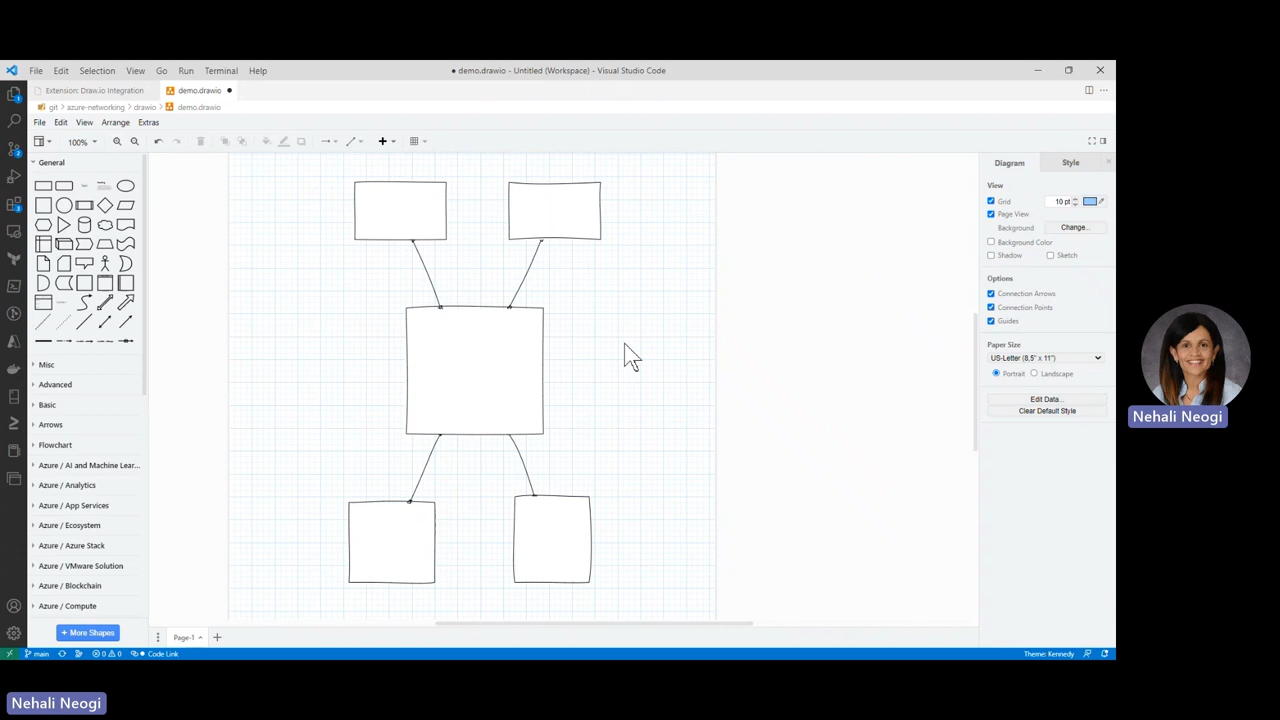 File Edit Selection View Go Run Terminal Help
● demo.drawio - Untitled (Workspace) - Visual Studio Code
Extension: Draw.io Integration
demo.drawio
git > azure-networking > drawio > demo.drawio
File Edit View Arrange Extras
100%
General
Misc
Advanced
Basic
Arrows
Flowchart
Azure / AI and Machine Lear...
Azure / Analytics
Azure / App Services
Azure / Ecosystem
Azure / Azure Stack
Azure / VMware Solution
Azure / Blockchain
Azure / Compute
+ More Shapes
Page-1
Diagram
Style
View
Grid
10 pt
Page View
Background
Change...
Background Color
Shadow
Sketch
Options
Connection Arrows
Connection Points
Guides
Paper Size
US-Letter (8,5" x 11")
Portrait
Landscape
Edit Data...
Clear Default Style
main
0
0
Code Link
Theme: Kennedy
Nehali Neogi
Nehali Neogi